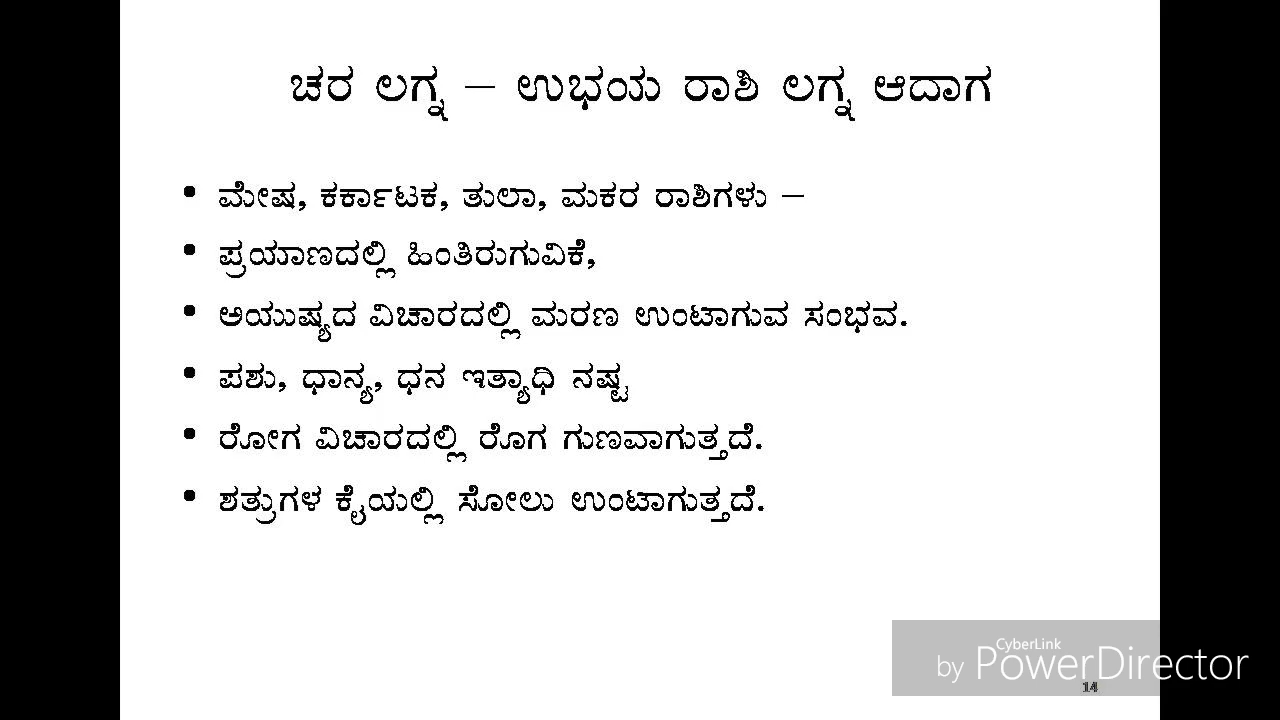 ಚರ ಲಗ್ನ – ಉಭಯ ರಾಶಿ ಲಗ್ನ ಆದಾಗ
• ಮೇಷ, ಕರ್ಕಾಟಕ, ತುಲಾ, ಮಕರ ರಾಶಿಗಳು –
• ಪ್ರಯಾಣದಲ್ಲಿ ಹಿಂತಿರುಗುವಿಕೆ,
• ಅಯುಷ್ಯದ ವಿಚಾರದಲ್ಲಿ ಮರಣ ಉಂಟಾಗುವ ಸಂಭವ.
• ಪಶು, ಧಾನ್ಯ, ಧನ ಇತ್ಯಾಧಿ ನಷ್ಟ
• ರೋಗ ವಿಚಾರದಲ್ಲಿ ರೊಗ ಗುಣವಾಗುತ್ತದೆ.
• ಶತ್ರುಗಳ ಕೈಯಲ್ಲಿ ಸೋಲು ಉಂಟಾಗುತ್ತದೆ.
CyberLink
by PowerDirector
14